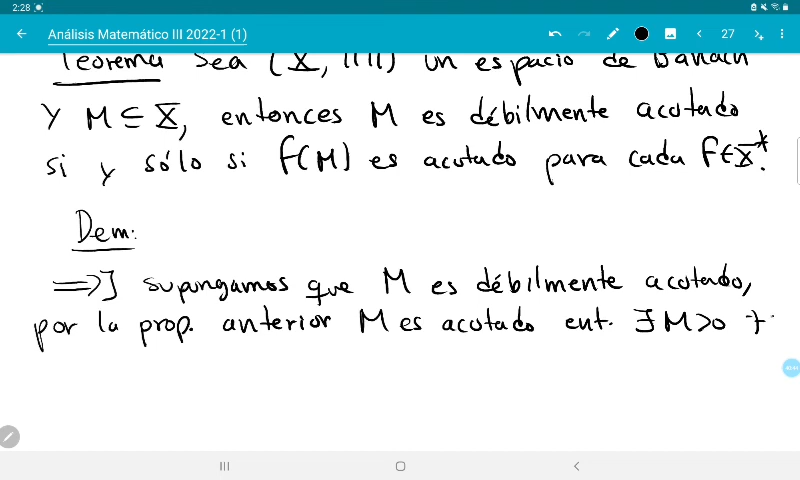 2:28
Análisis Matemático III 2022-1 (1)
27
Teorema Sea (X, ||·||) un espacio de Banach
Y M ⊆ X, entonces M es débilmente acotado
si y sólo si f(M) es acotado para cada f∈X*.
Dem:
⇒] supongamos que M es débilmente acotado,
por la prop. anterior M es acotado ent. ∃ M>0 t